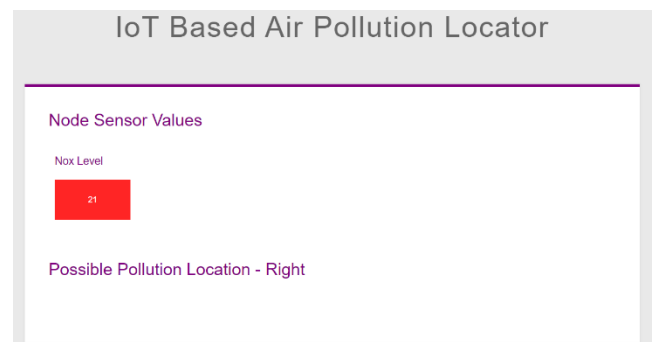 IoT Based Air Pollution Locator
Node Sensor Values
Nox Level
21
Possible Pollution Location - Right